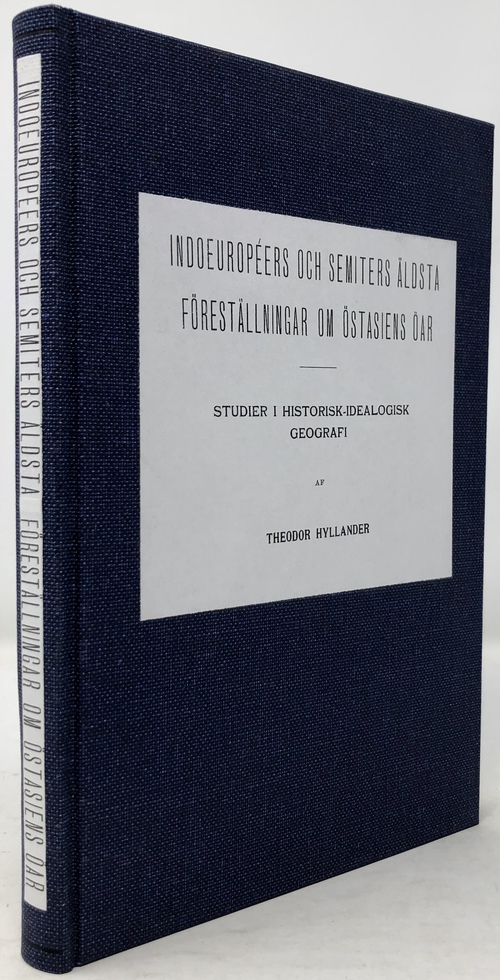 INDOEUROPÉERS OCH SEMITERS ÄLDSTA FÖRESTÄLLNINGAR OM ÖSTASIENS ÖAR
INDOEUROPÉERS OCH SEMITERS ÄLDSTA
FÖRESTÄLLNINGAR OM ÖSTASIENS ÖAR
STUDIER I HISTORISK-IDEALOGISK
GEOGRAFI
AF
THEODOR HYLLANDER